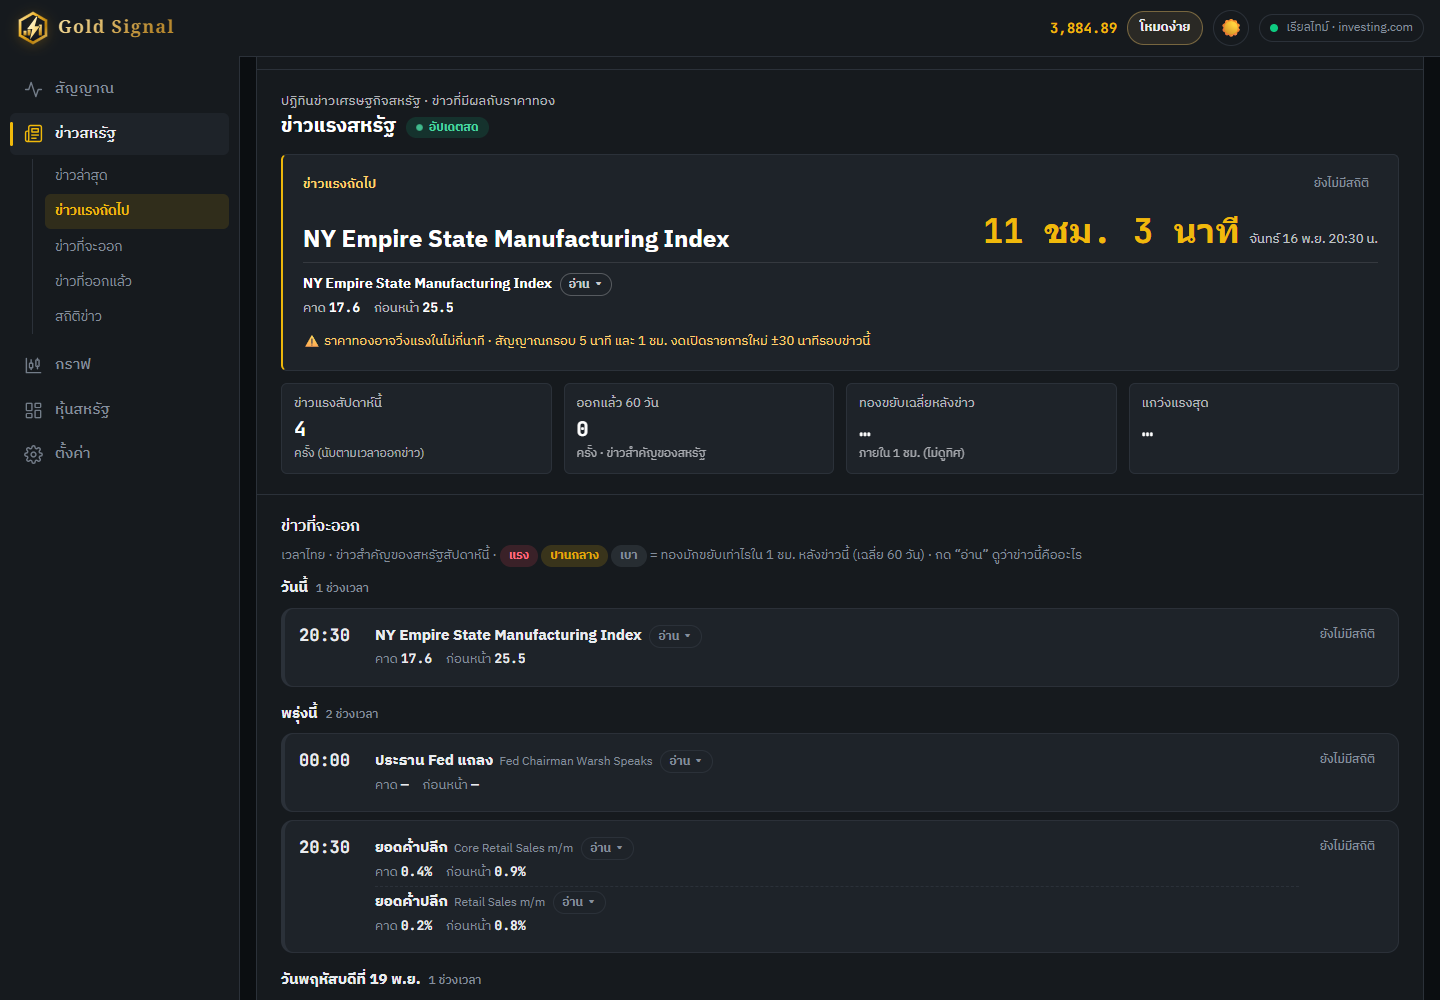 Gold Signal
3,884.89
โหมดง่าย
เรียลไทม์ · investing.com
สัญญาณ
ข่าวสหรัฐ
ข่าวล่าสุด
ข่าวแรงถัดไป
ข่าวที่จะออก
ข่าวที่ออกแล้ว
สถิติข่าว
กราฟ
หุ้นสหรัฐ
ตั้งค่า
ปฏิทินข่าวเศรษฐกิจสหรัฐ · ข่าวที่มีผลกับราคาทอง
ข่าวแรงสหรัฐ
อัปเดตสด
ข่าวแรงถัดไป
ยังไม่มีสถิติ
NY Empire State Manufacturing Index
11 ชม. 3 นาที จันทร์ 16 พ.ย. 20:30 น.
NY Empire State Manufacturing Index อ่าน
คาด 17.6 ก่อนหน้า 25.5
ราคาทองอาจวิ่งแรงในไม่กี่นาที · สัญญาณกรอบ 5 นาที และ 1 ชม. งดเปิดรายการใหม่ ±30 นาทีรอบข่าวนี้
ข่าวแรงสัปดาห์นี้
4
ครั้ง (นับตามเวลาออกข่าว)
ออกแล้ว 60 วัน
0
ครั้ง · ข่าวสำคัญของสหรัฐ
ทองขยับเฉลี่ยหลังข่าว
…
ภายใน 1 ชม. (ไม่ดูทิศ)
แกว่งแรงสุด
…
ข่าวที่จะออก
เวลาไทย · ข่าวสำคัญของสหรัฐสัปดาห์นี้ · แรง ปานกลาง เบา = ทองมักขยับเท่าไรใน 1 ชม. หลังข่าวนี้ (เฉลี่ย 60 วัน) · กด “อ่าน” ดูว่าข่าวนี้คืออะไร
วันนี้ 1 ช่วงเวลา
20:30 NY Empire State Manufacturing Index อ่าน ยังไม่มีสถิติ
คาด 17.6 ก่อนหน้า 25.5
พรุ่งนี้ 2 ช่วงเวลา
00:00 ประธาน Fed แถลง Fed Chairman Warsh Speaks อ่าน ยังไม่มีสถิติ
คาด – ก่อนหน้า –
20:30 ยอดค้าปลีก Core Retail Sales m/m อ่าน ยังไม่มีสถิติ
คาด 0.4% ก่อนหน้า 0.9%
ยอดค้าปลีก Retail Sales m/m อ่าน
คาด 0.2% ก่อนหน้า 0.8%
วันพฤหัสบดีที่ 19 พ.ย. 1 ช่วงเวลา